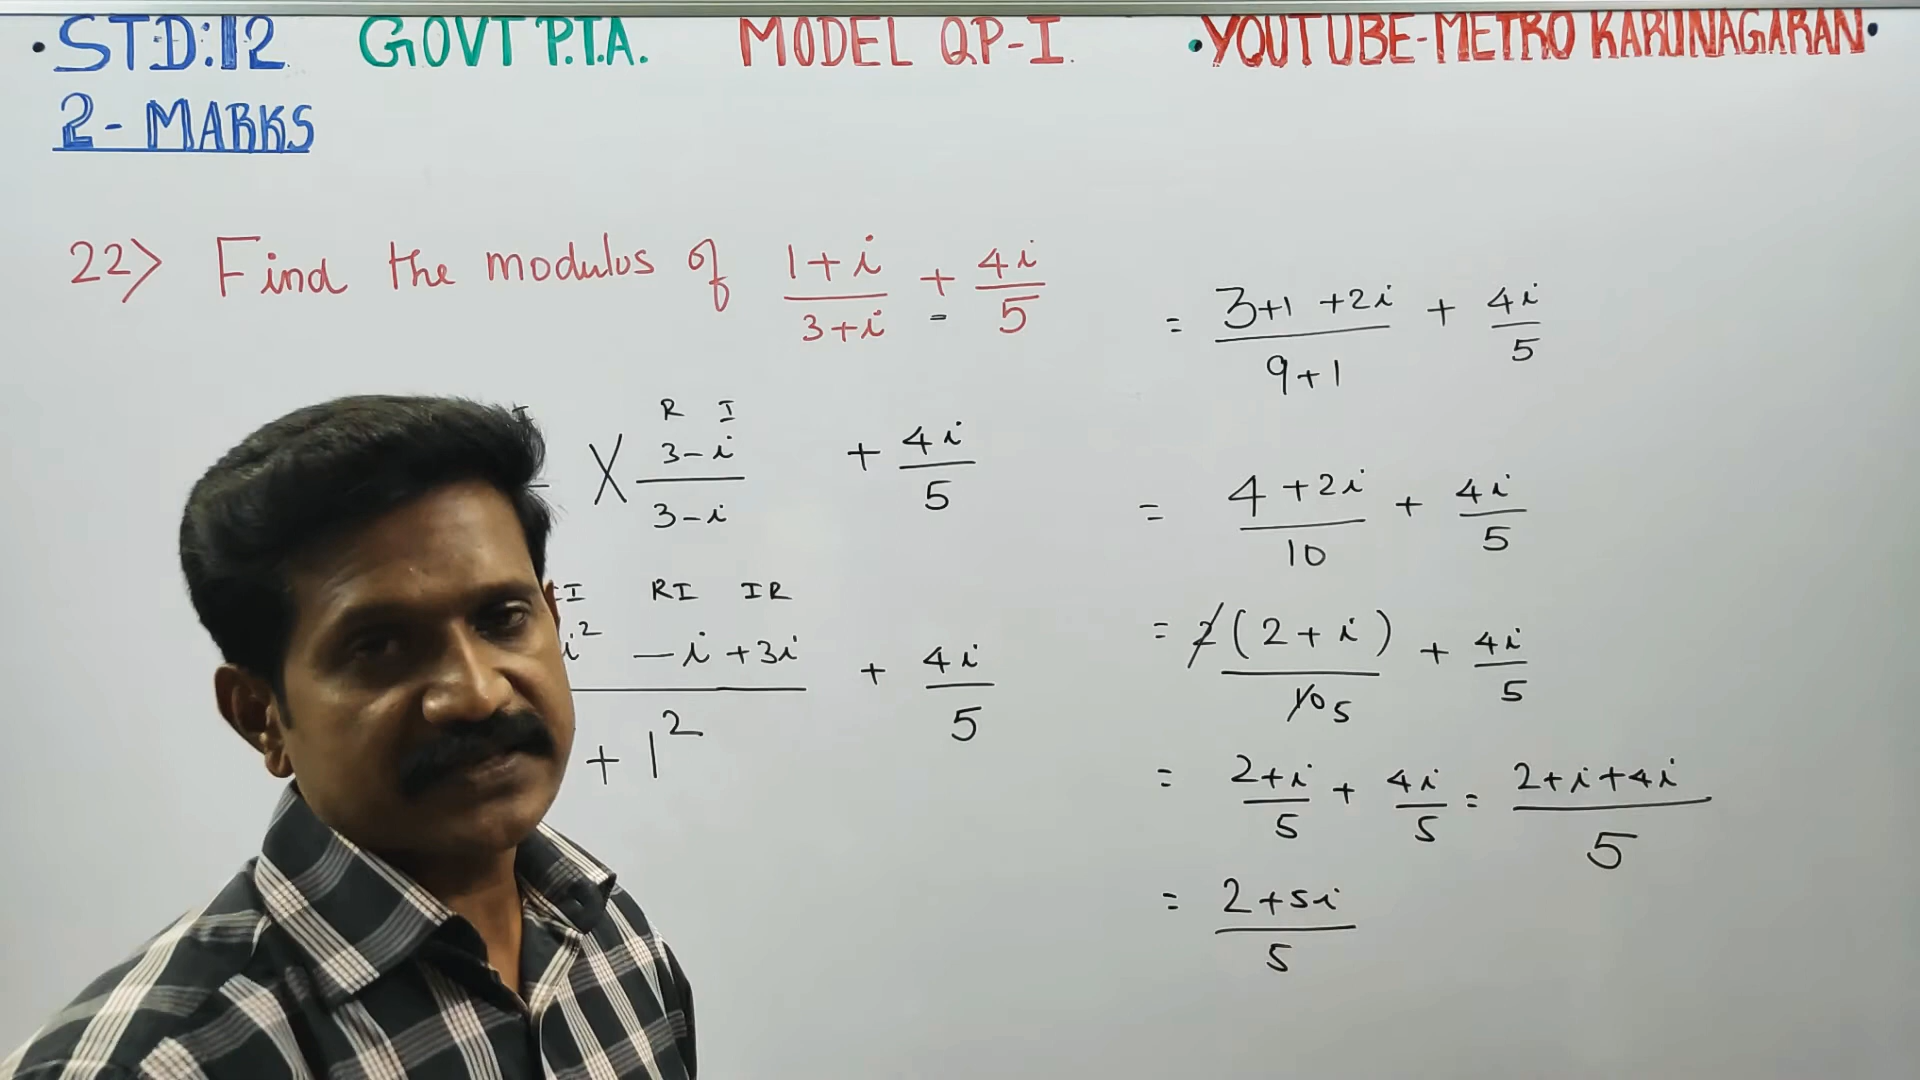 • STD:12 GOVT P.T.A. MODEL QP-I. • YOUTUBE-METRO KARUNAGARAN •
2- MARKS
22> Find the modulus of (1+i)/(3+i) + 4i/5
R I
× (3-i)/(3-i) + 4i/5
RI IR
i² -i +3i + 4i/5
+ 1²
= (3+1 +2i)/(9+1) + 4i/5
= (4+2i)/10 + 4i/5
= 2(2+i)/10 5 + 4i/5
= (2+i)/5 + 4i/5 = (2+i+4i)/5
= (2+5i)/5